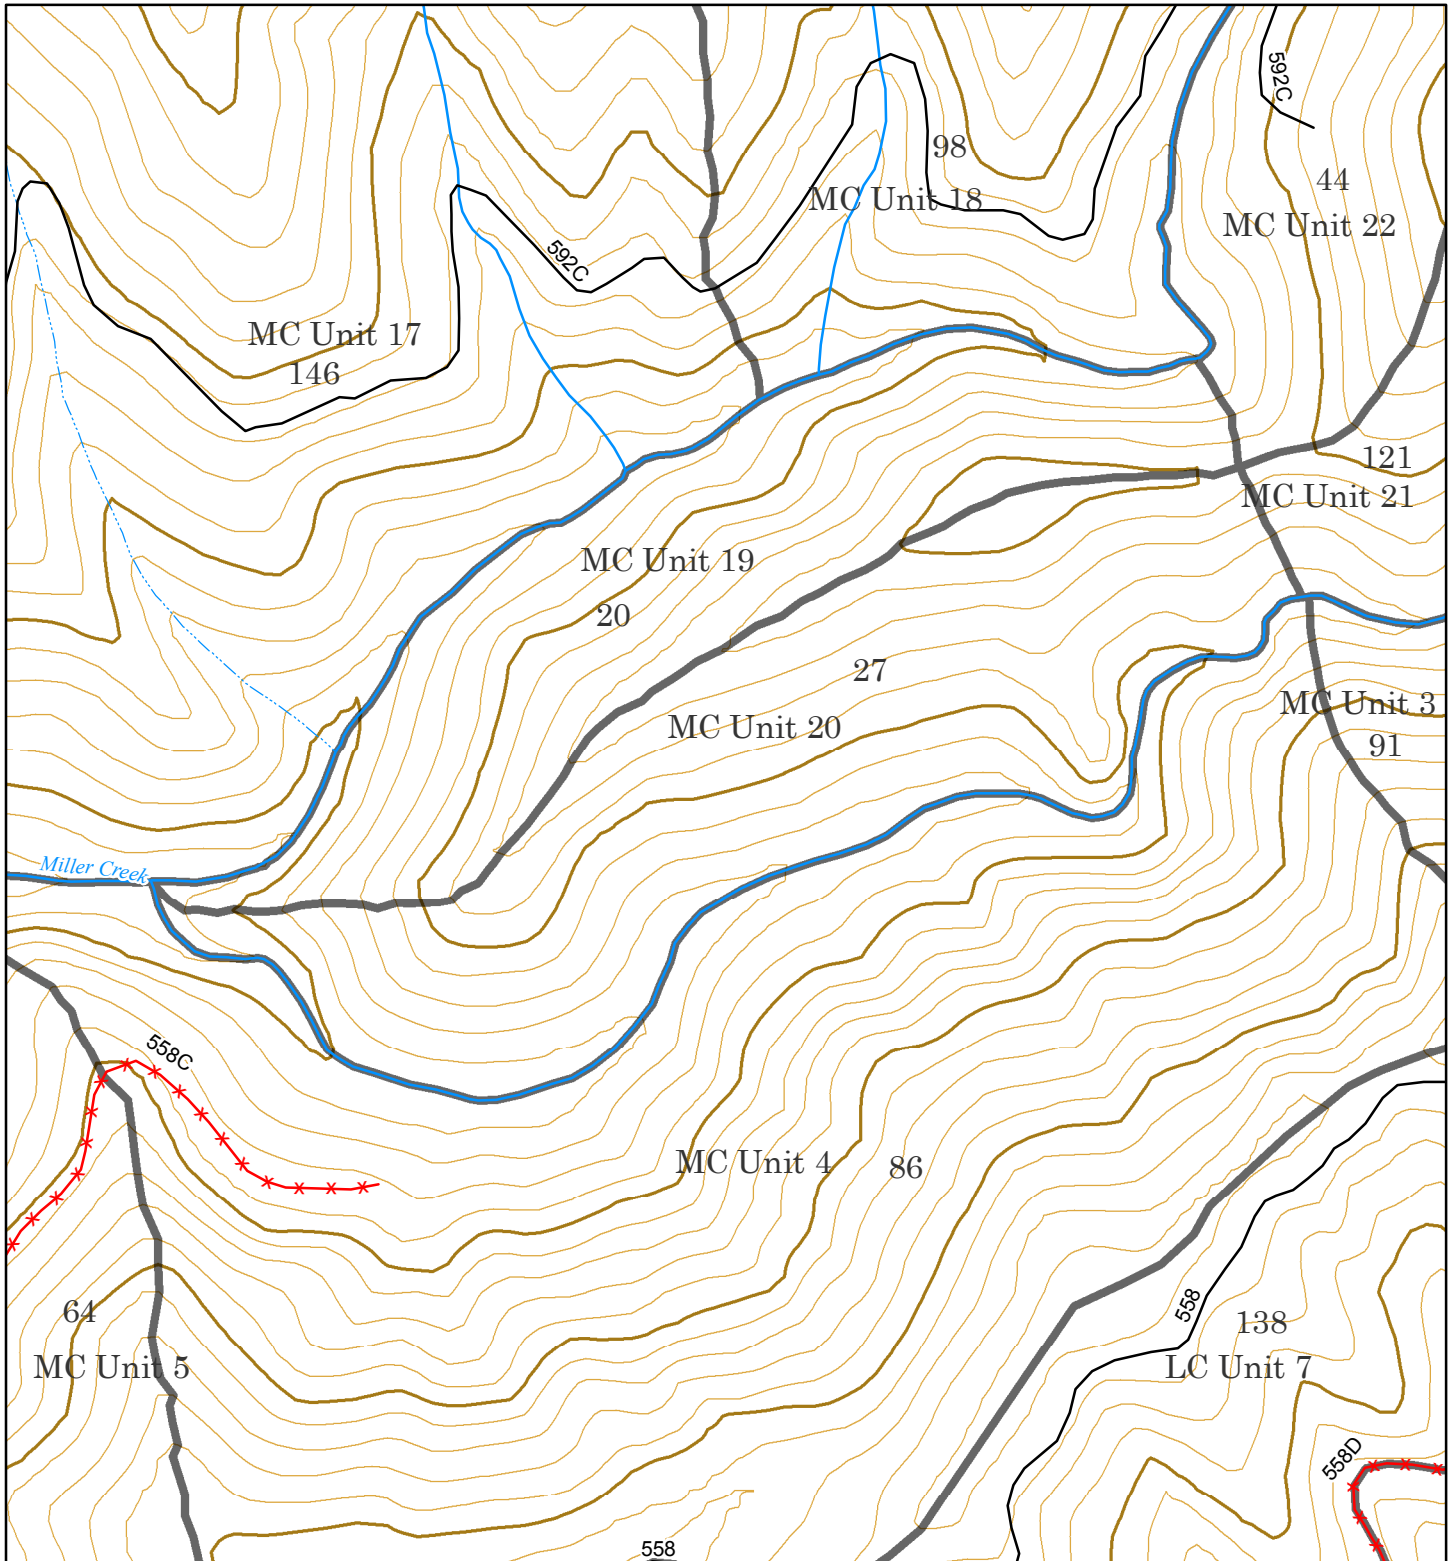 592C
98
44
MC Unit 18
MC Unit 22
592C
MC Unit 17
146
121
MC Unit 21
MC Unit 19
20
27
MC Unit 3
MC Unit 20
91
Miller Creek
558C
MC Unit 4
86
558
64
138
MC Unit 5
LC Unit 7
558D
558